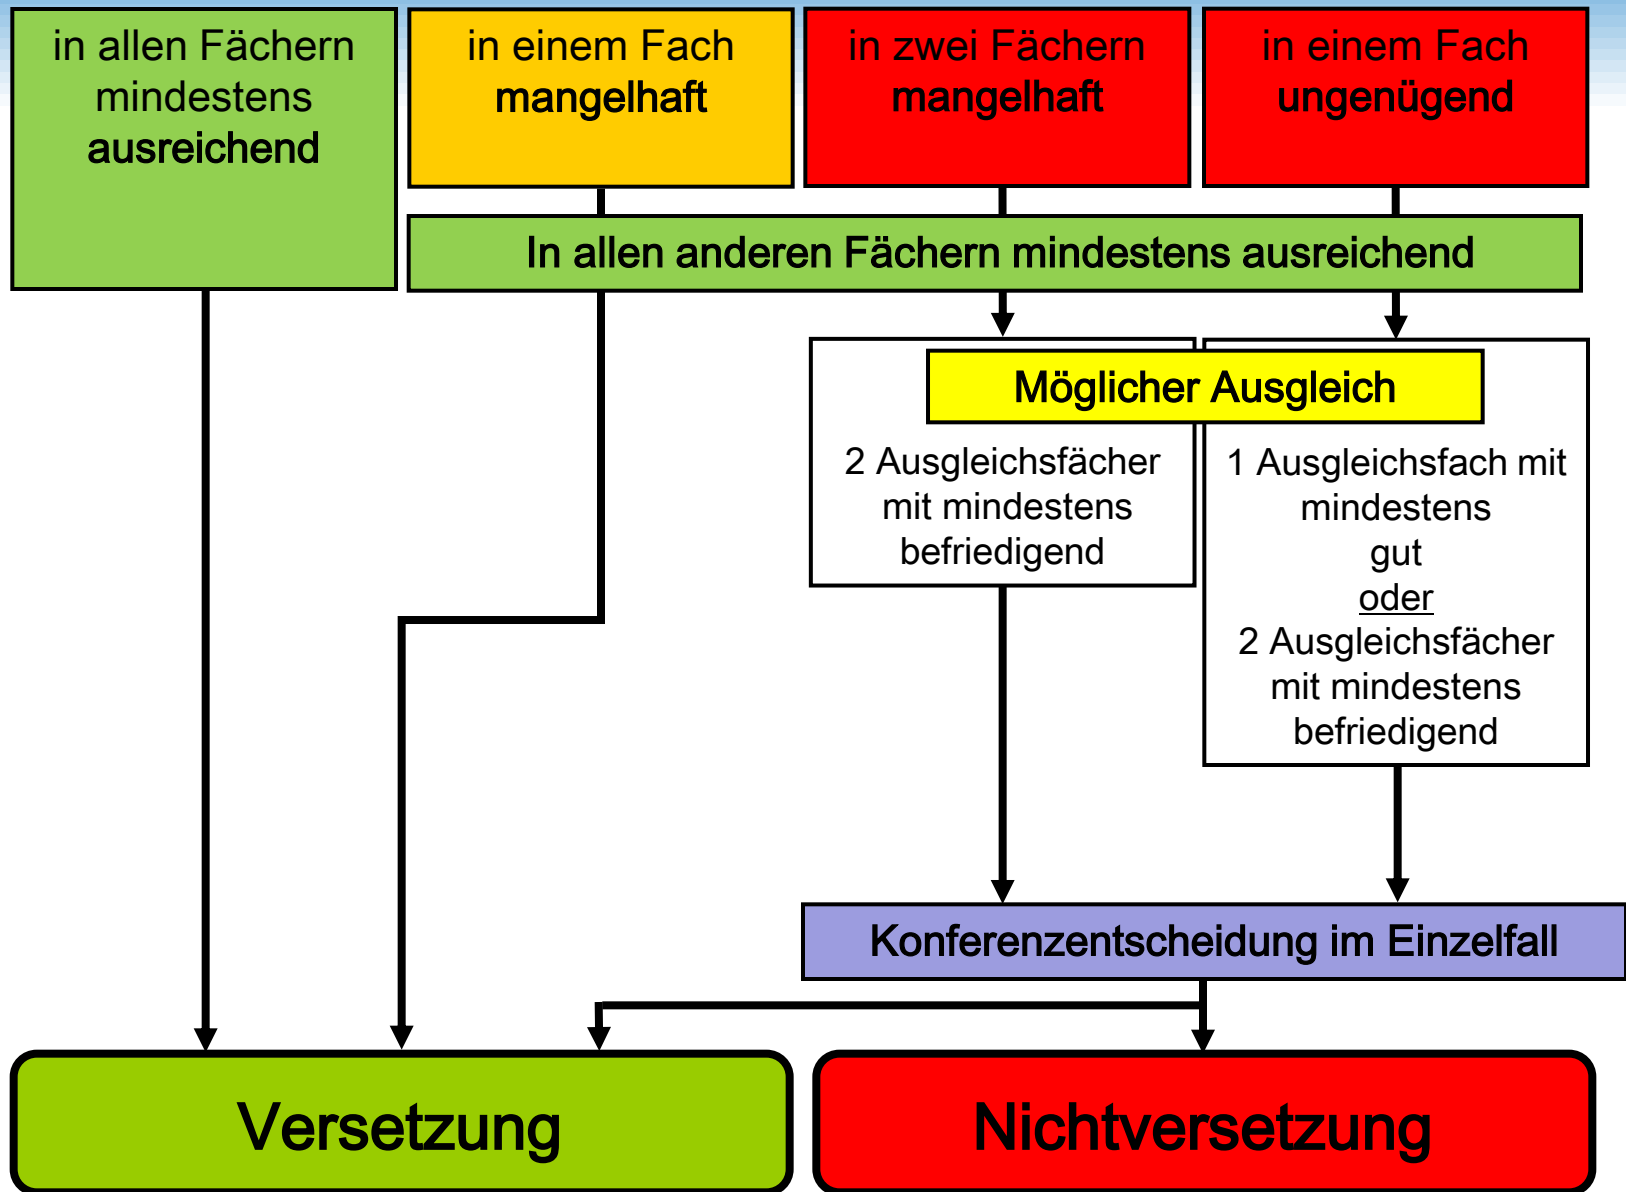 in allen Fächern
mindestens
ausreichend
in einem Fach
mangelhaft
in zwei Fächern
mangelhaft
in einem Fach
ungenügend
In allen anderen Fächern mindestens ausreichend
Möglicher Ausgleich
2 Ausgleichsfächer
mit mindestens
befriedigend
1 Ausgleichsfach mit
mindestens
gut
oder
2 Ausgleichsfächer
mit mindestens
befriedigend
Konferenzentscheidung im Einzelfall
Versetzung
Nichtversetzung